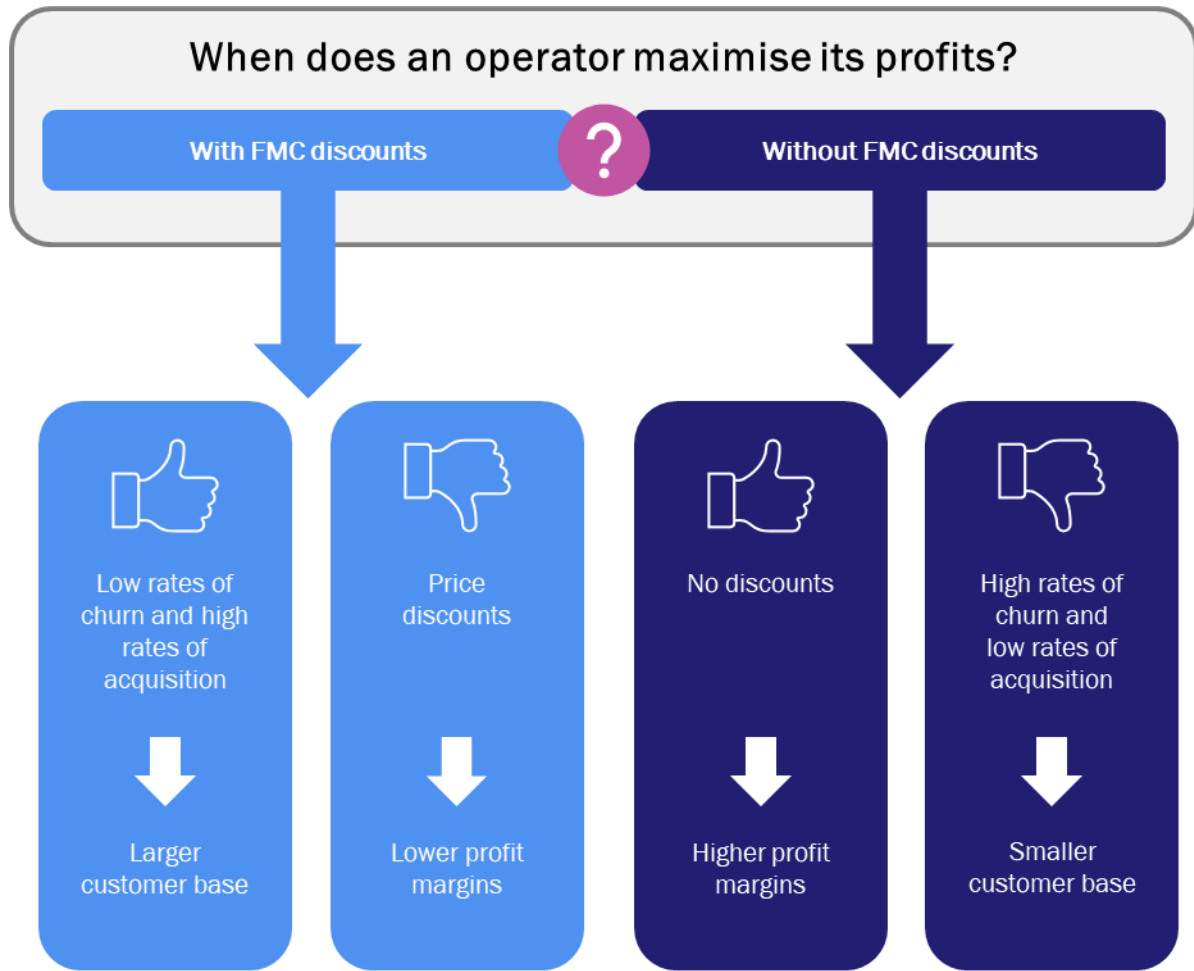 When does an operator maximise its profits?
With FMC discounts
?
Without FMC discounts
Low rates of
churn and high
rates of
acquisition
Larger
customer base
Price
discounts
Lower profit
margins
No discounts
Higher profit
margins
High rates of
churn and
low rates of
acquisition
Smaller
customer base